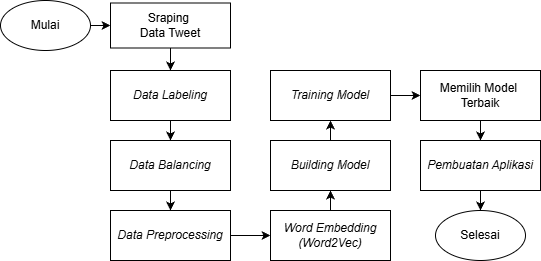 Mulai
Sraping
Data Tweet
Data Labeling
Data Balancing
Data Preprocessing
Word Embedding
(Word2Vec)
Building Model
Training Model
Memilih Model
Terbaik
Pembuatan Aplikasi
Selesai